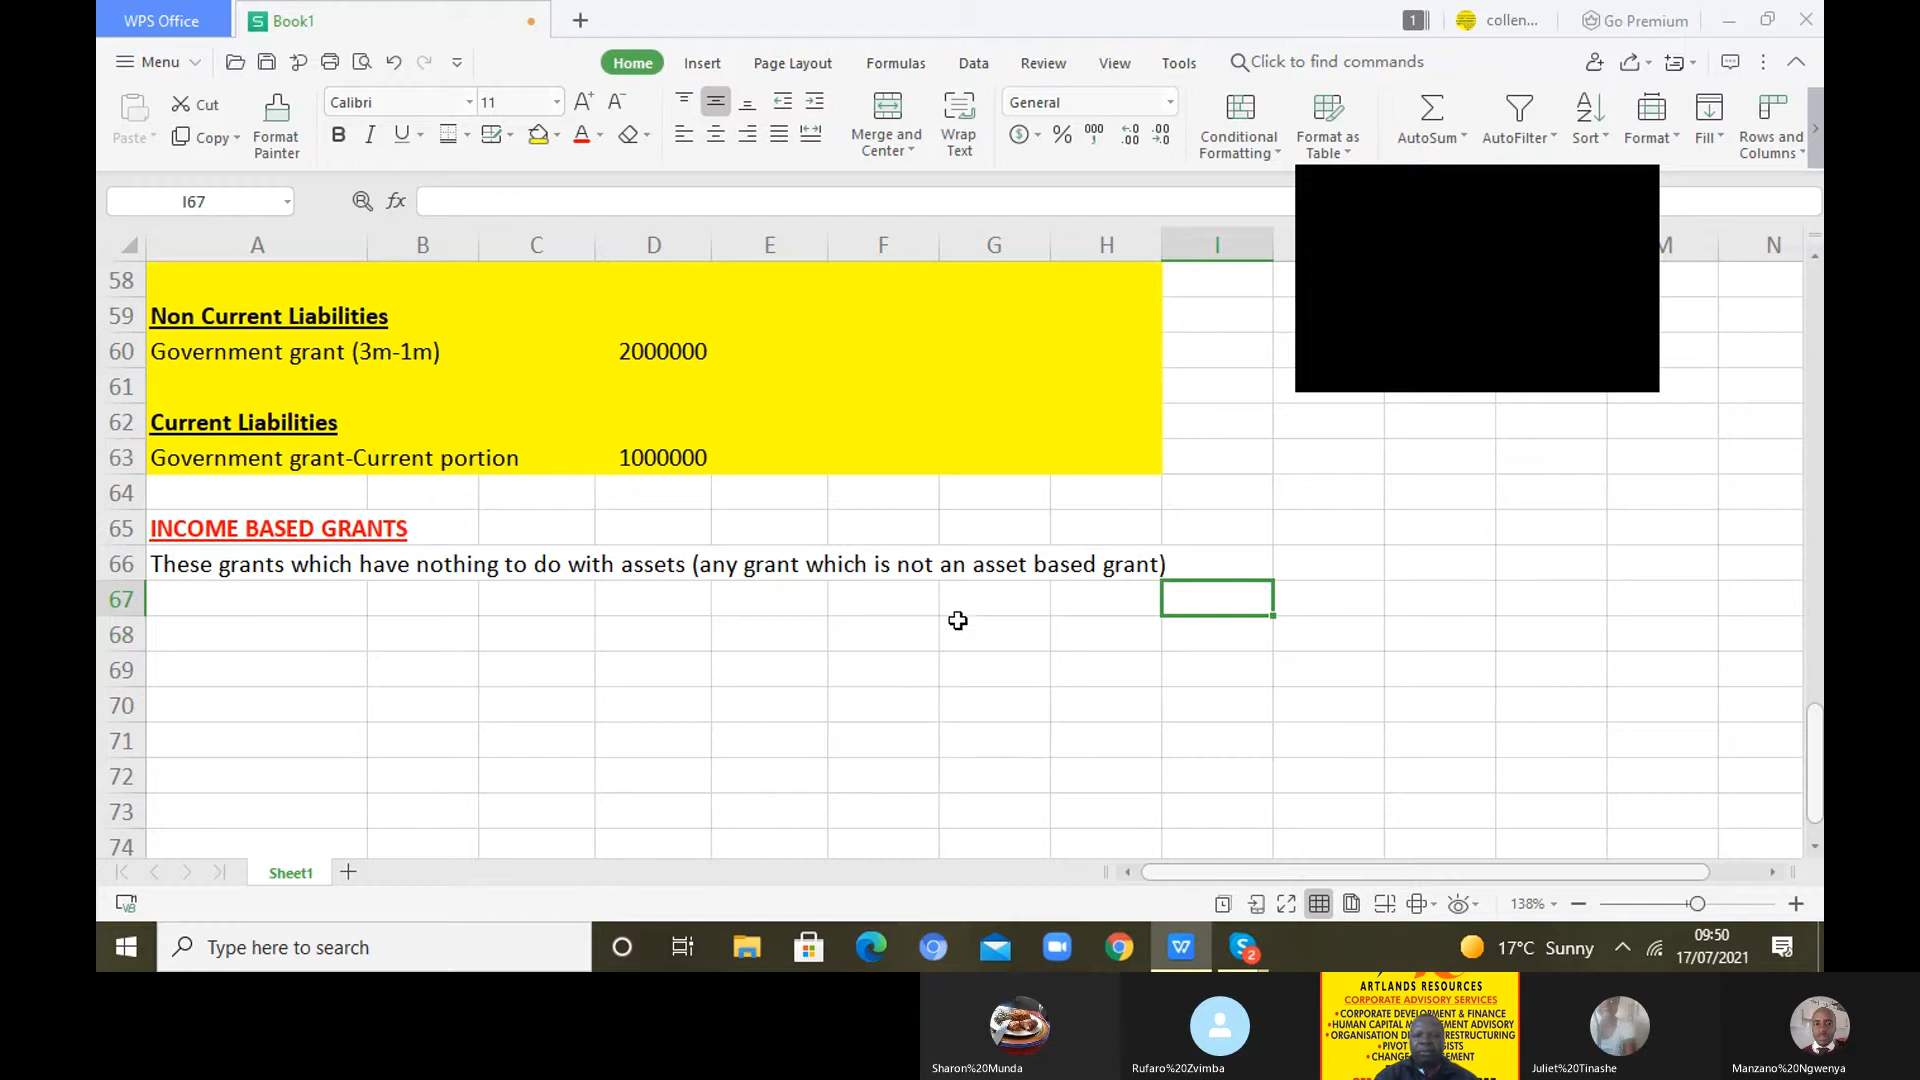 WPS Office
Book1
1
collen...
Go Premium
Menu
Home
Insert
Page Layout
Formulas
Data
Review
View
Tools
Click to find commands
Paste
Cut
Copy
Format Painter
Calibri
11
Merge and Center
Wrap Text
General
Conditional Formatting
Format as Table
AutoSum
AutoFilter
Sort
Format
Fill
Rows and Columns
I67
fx
A B C D E F G H I M N
58
59 Non Current Liabilities
60 Government grant (3m-1m) 2000000
61
62 Current Liabilities
63 Government grant-Current portion 1000000
64
65 INCOME BASED GRANTS
66 These grants which have nothing to do with assets (any grant which is not an asset based grant)
67
68
69
70
71
72
73
74
Sheet1
138%
Type here to search
2
17°C Sunny
09:50
17/07/2021
ARTLANDS RESOURCES
CORPORATE ADVISORY SERVICES
•CORPORATE DEVELOPMENT & FINANCE
Sharon%20Munda
Rufaro%20Zvimba
Juliet%20Tinashe
Manzano%20Ngwenya